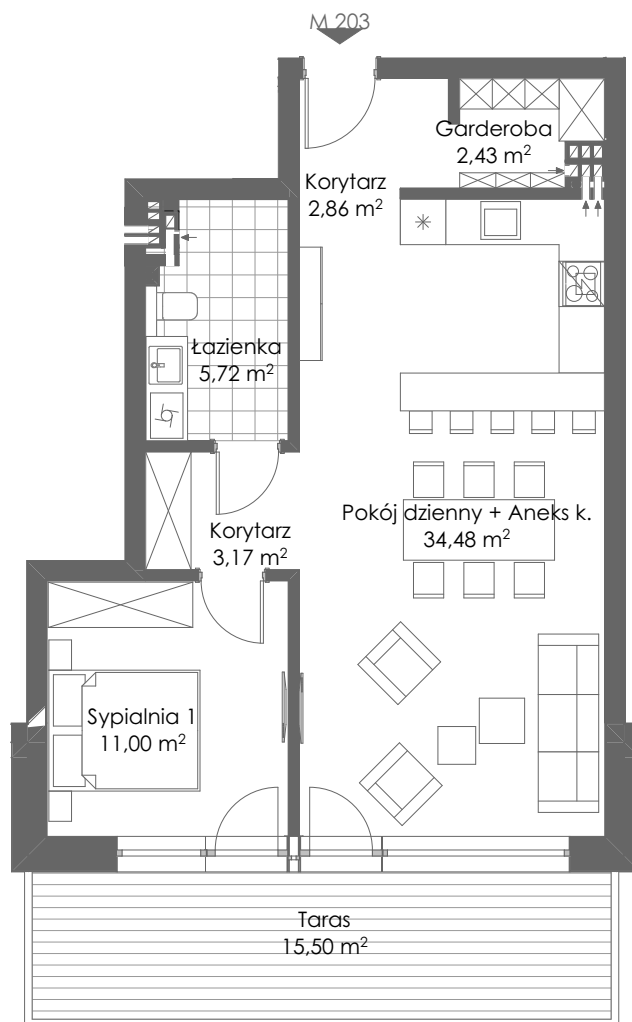 M 203
Garderoba
2,43 m²
Korytarz
2,86 m²
Łazienka
5,72 m²
Pokój dzienny + Aneks k.
34,48 m²
Korytarz
3,17 m²
Sypialnia 1
11,00 m²
Taras
15,50 m²